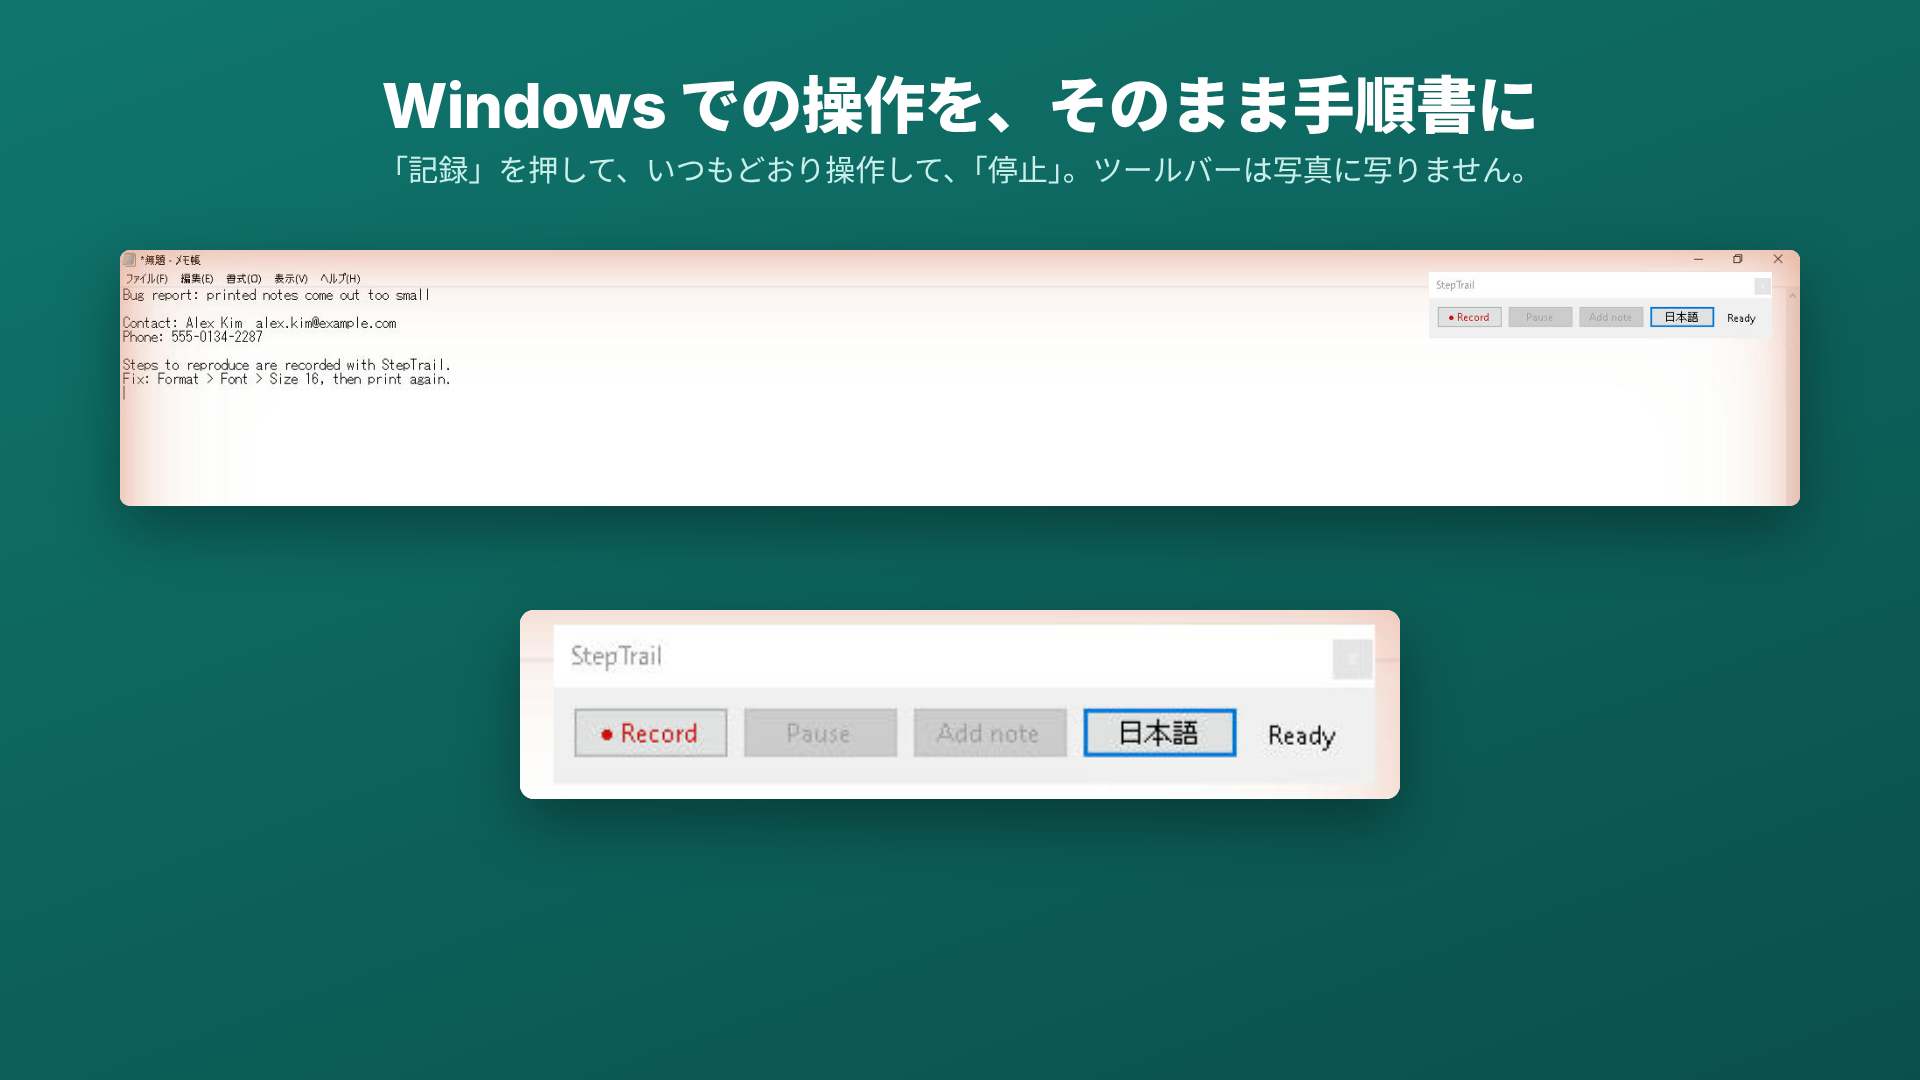 Windows での操作を、そのまま手順書に
「記録」を押して、いつもどおり操作して、「停止」。ツールバーは写真に写りません。
*無題 - メモ帳
ファイル(F) 編集(E) 書式(O) 表示(V) ヘルプ(H)
Bug report: printed notes come out too small
Contact: Alex Kim  alex.kim@example.com
Phone: 555-0134-2287
Steps to reproduce are recorded with StepTrail.
Fix: Format > Font > Size 16, then print again.
StepTrail
● Record Pause Add note 日本語 Ready
StepTrail
● Record Pause Add note 日本語 Ready